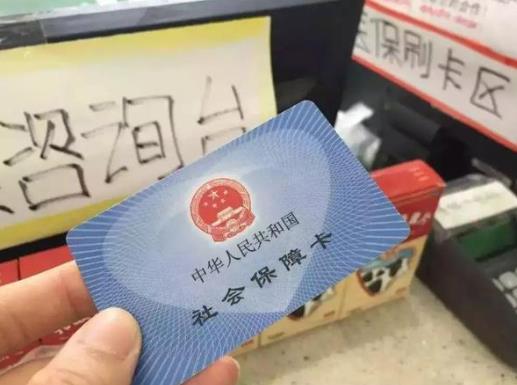 咨询台
医保刷卡区
中华人民共和国
社会保障卡